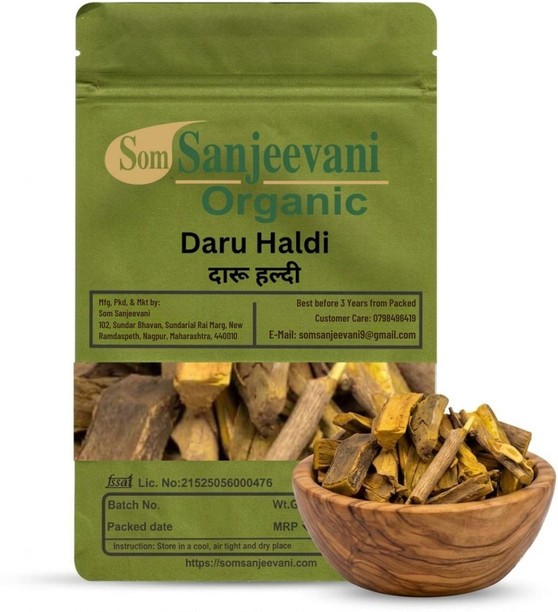 Som Sanjeevani
Organic
Daru Haldi
दारू हल्दी
Mfg, Pkd, & Mkt by:
Som Sanjeevani
102, Sundar Bhavan, Sundarial Rai Marg, New
Ramdaspeth, Nagpur, Maharashtra, 440010
Best before 3 Years from Packed
Customer Care: 0798496419
E-Mail: somsanjeevani9@gmail.com
fssai Lic. No:21525056000476
Batch No.
Packed date
MRP
Instruction: Store in a cool, air tight and dry place
https://somsanjeevani.com